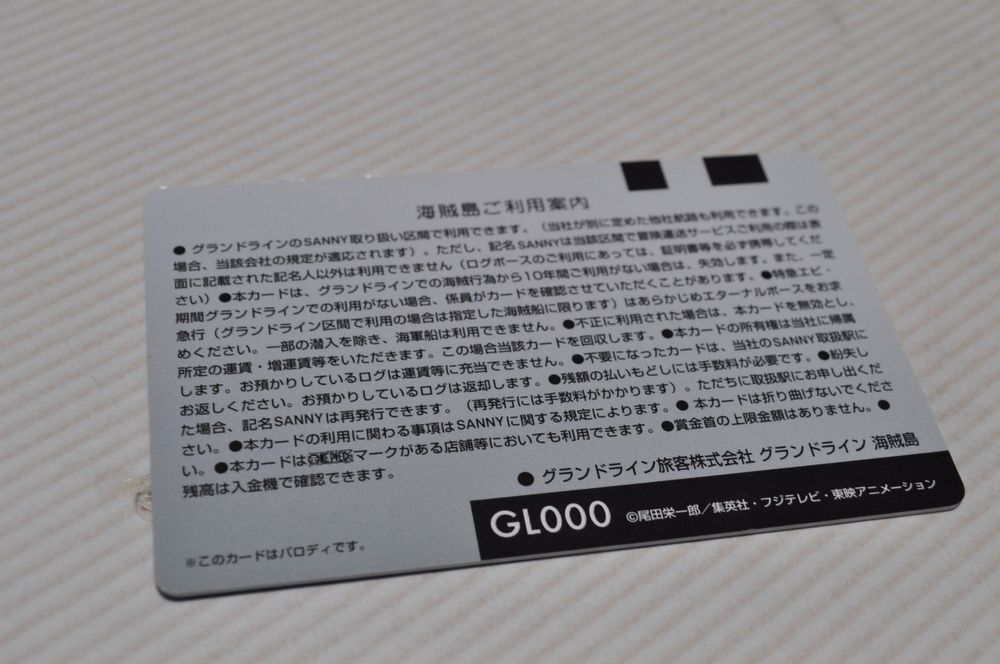 海賊島ご利用案内
●グランドラインのSANNY取り扱い区間で利用できます。（当社が別に定めた他社航路も利用できます。この
場合、当該会社の規定が適応されます）。ただし、記名SANNYは当該区間で冒険運送サービスご利用の際は表
面に記載された記名人以外は利用できません（ログポースのご利用にあっては、証明書等を必ず携帯してくだ
さい）●本カードは、グランドラインでの海賊行為から10年間ご利用がない場合は、失効します。また、一定
期間グランドラインでの利用がない場合、係員がカードを確認させていただくことがあります。●特急エビ・
急行（グランドライン区間で利用の場合は指定した海賊船に限ります）はあらかじめエターナルポースをお求
めください。一部の潜入を除き、海軍船は利用できません。●不正に利用された場合は、本カードを無効とし、
所定の運賃・増運賃等をいただきます。この場合当該カードを回収します。●本カードの所有権は当社に帰属
します。お預かりしているログは運賃等に充当できません。●不要になったカードは、当社のSANNY取扱駅に
お返しください。お預かりしているログは返却します。●残額の払いもどしには手数料が必要です。●紛失し
た場合、記名SANNYは再発行できます。（再発行には手数料がかかります）。ただちに取扱駅にお申し出くだ
さい。●本カードの利用に関わる事項はSANNYに関する規定によります。●本カードは折り曲げないでくださ
い。●本カードはONE PIECEマークがある店舗等においても利用できます。●賞金首の上限金額はありません。●
残高は入金機で確認できます。
●グランドライン旅客株式会社 グランドライン 海賊島
GL000 ©尾田栄一郎／集英社・フジテレビ・東映アニメーション
※このカードはパロディです。